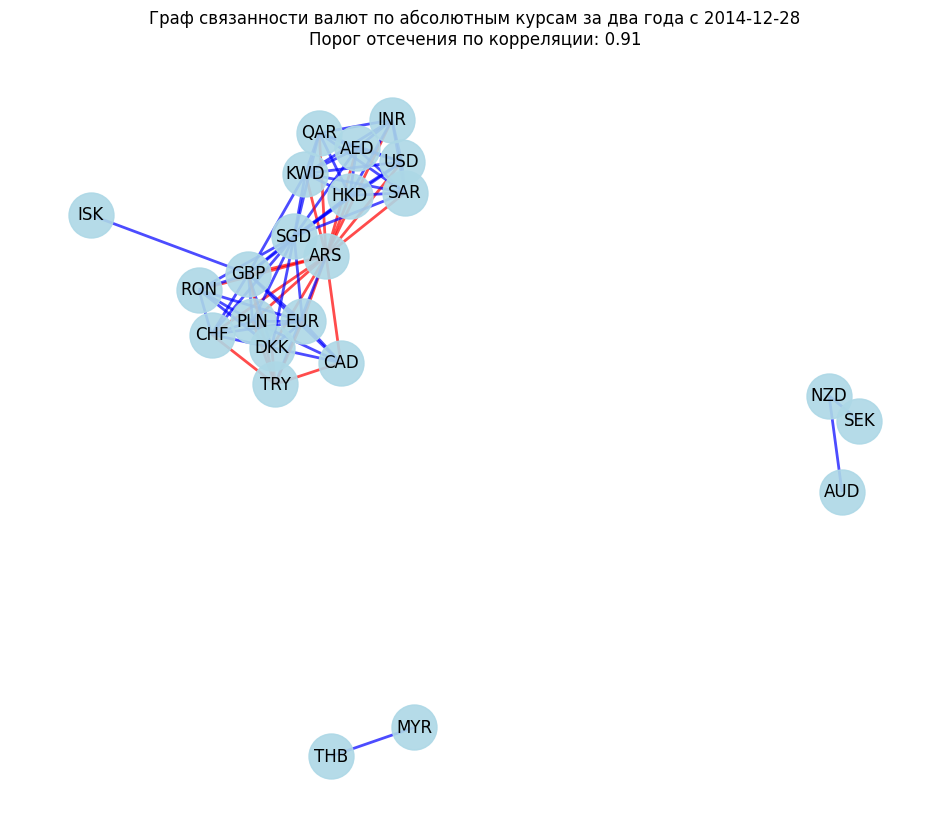 Граф связанности валют по абсолютным курсам за два года с 2014-12-28
Порог отсечения по корреляции: 0.91
INR
QAR
AED
USD
KWD
SAR
HKD
ISK
SGD
ARS
GBP
RON
PLN
EUR
CHF
DKK
CAD
TRY
NZD
SEK
AUD
MYR
THB